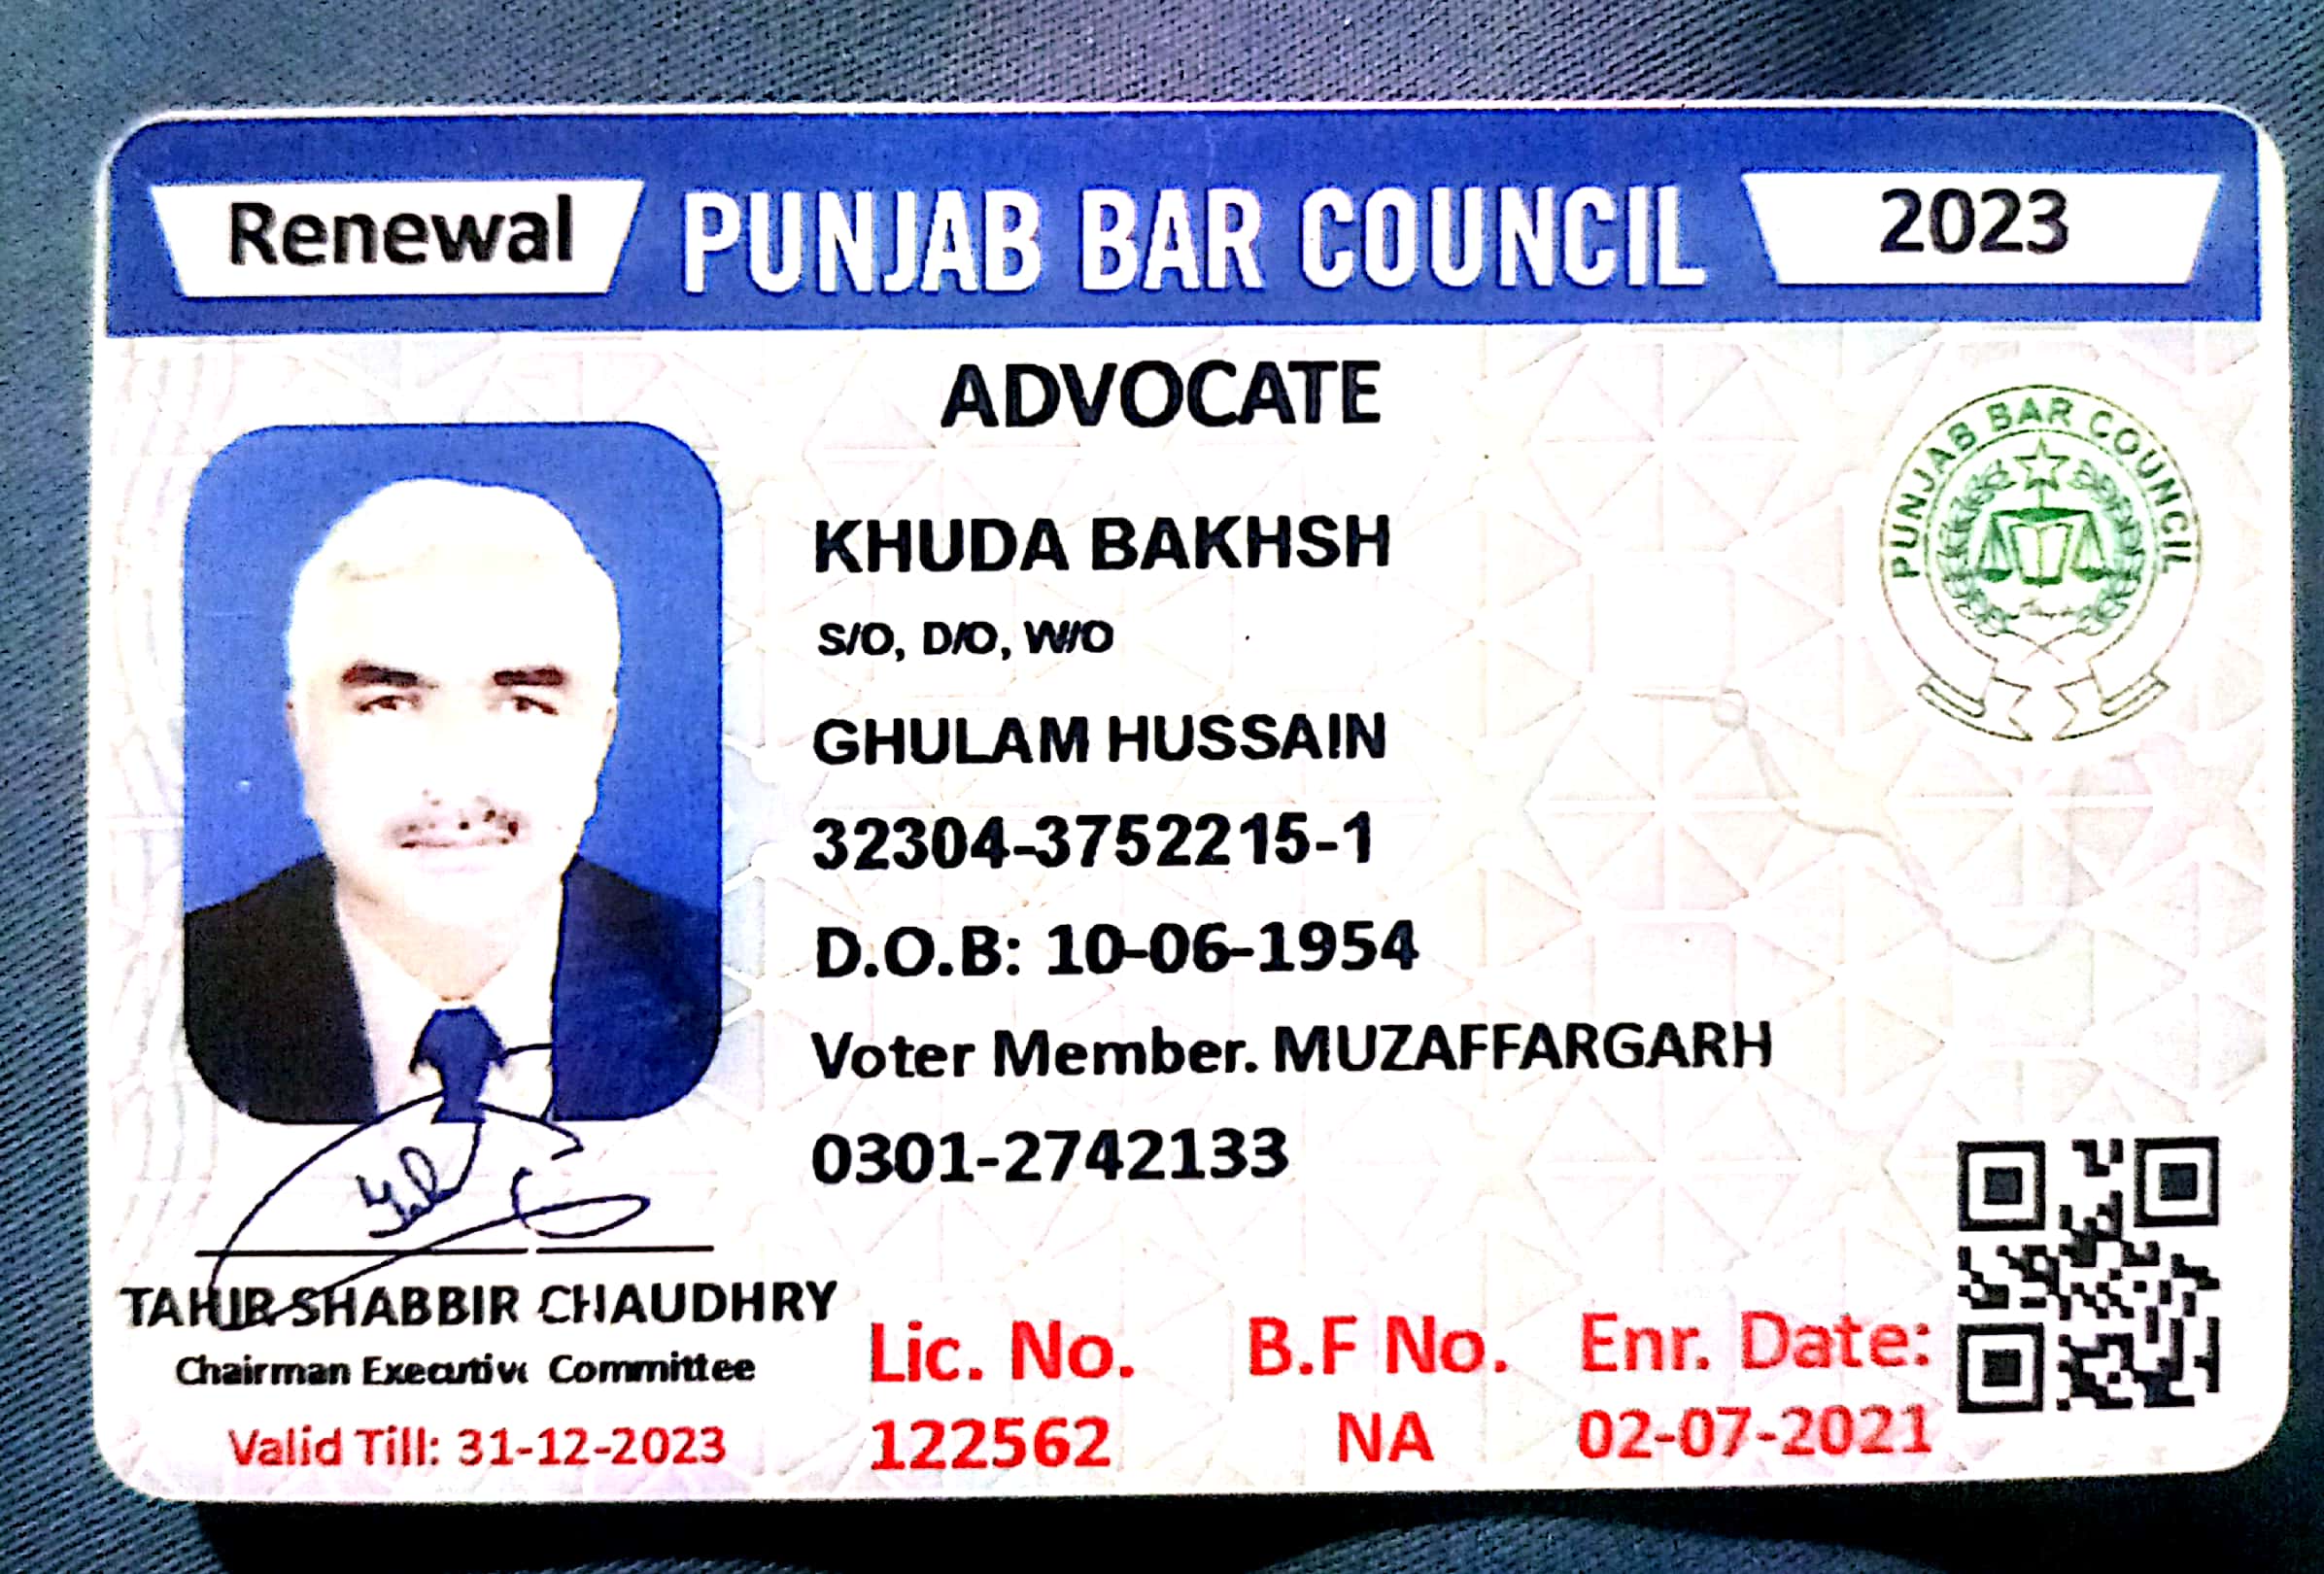 Renewal PUNJAB BAR COUNCIL 2023
ADVOCATE
PUNJAB BAR COUNCIL
KHUDA BAKHSH
S/O, D/O, W/O
GHULAM HUSSAIN
32304-3752215-1
D.O.B: 10-06-1954
Voter Member. MUZAFFARGARH
0301-2742133
TAHIR SHABBIR CHAUDHRY
Chairman Executive Committee
Valid Till: 31-12-2023
Lic. No. B.F No. Enr. Date:
122562 NA 02-07-2021